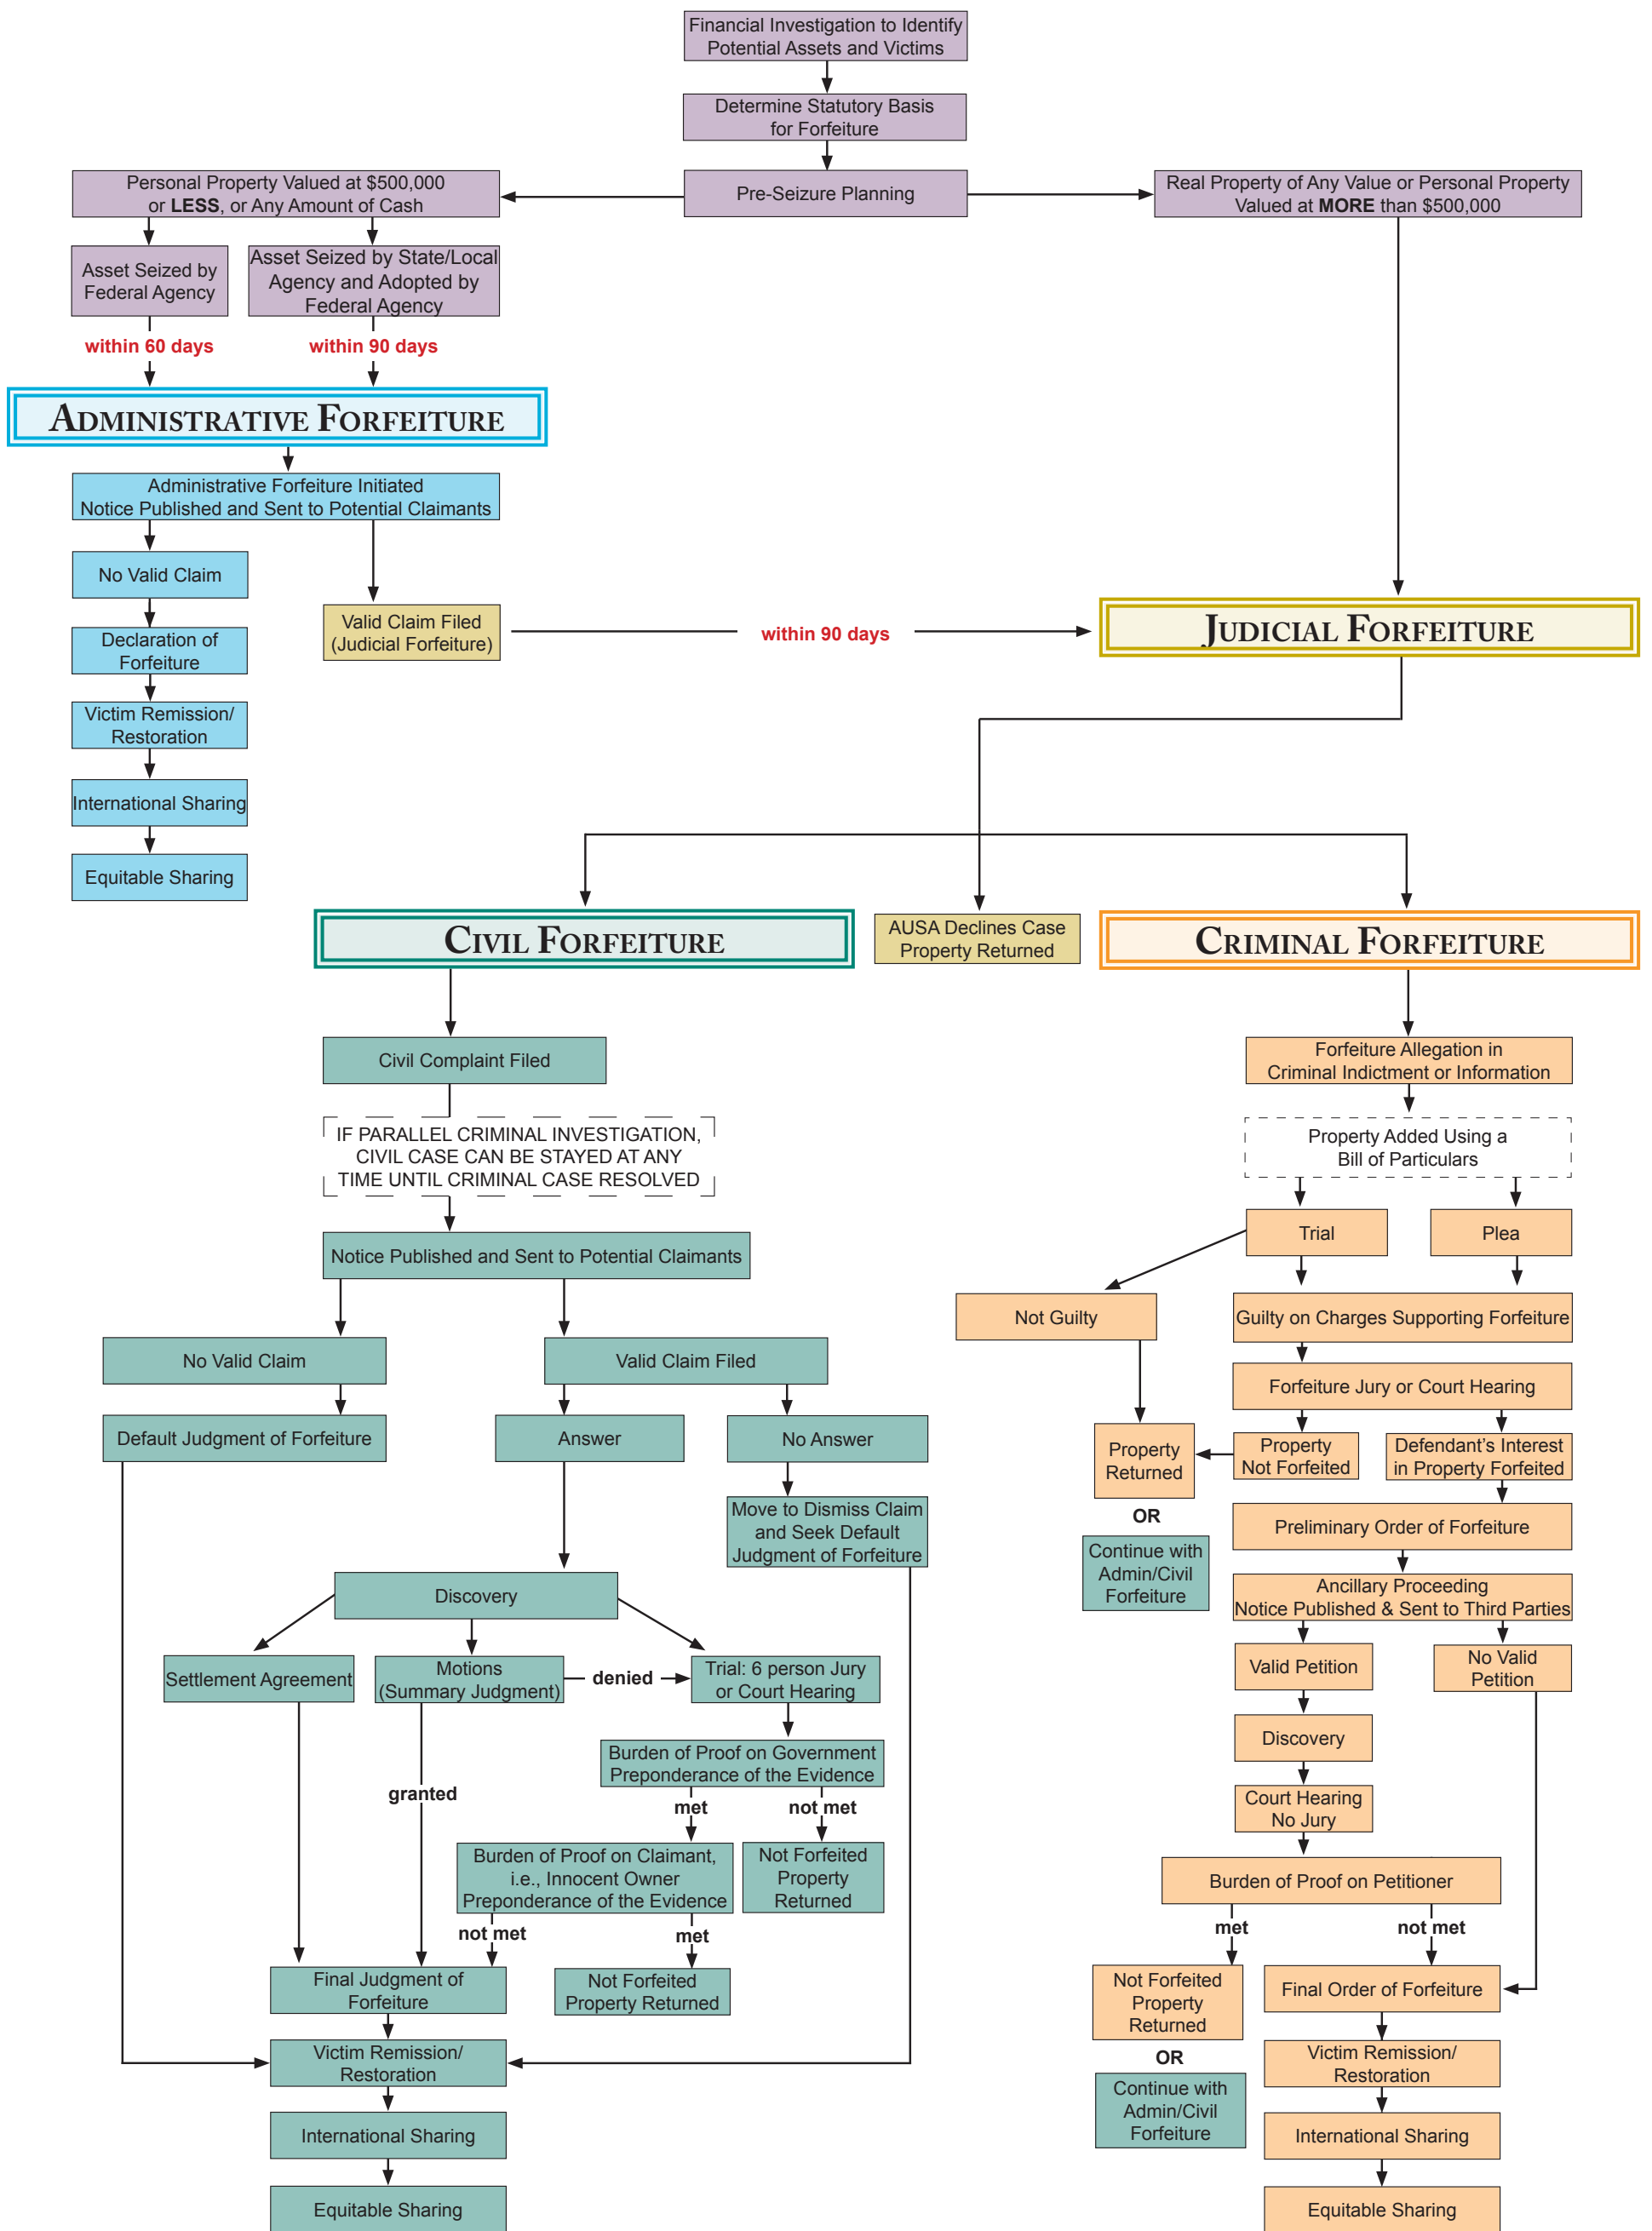 Financial Investigation to Identify
Potential Assets and Victims
Determine Statutory Basis
for Forfeiture
Pre-Seizure Planning
Personal Property Valued at $500,000
or LESS, or Any Amount of Cash
Real Property of Any Value or Personal Property
Valued at MORE than $500,000
Asset Seized by
Federal Agency
Asset Seized by State/Local
Agency and Adopted by
Federal Agency
within 60 days
within 90 days
ADMINISTRATIVE FORFEITURE
Administrative Forfeiture Initiated
Notice Published and Sent to Potential Claimants
No Valid Claim
Declaration of
Forfeiture
Victim Remission/
Restoration
International Sharing
Equitable Sharing
Valid Claim Filed
(Judicial Forfeiture)
within 90 days
JUDICIAL FORFEITURE
CIVIL FORFEITURE
AUSA Declines Case
Property Returned
CRIMINAL FORFEITURE
Civil Complaint Filed
IF PARALLEL CRIMINAL INVESTIGATION,
CIVIL CASE CAN BE STAYED AT ANY
TIME UNTIL CRIMINAL CASE RESOLVED
Notice Published and Sent to Potential Claimants
No Valid Claim
Valid Claim Filed
Default Judgment of Forfeiture
Answer
No Answer
Move to Dismiss Claim
and Seek Default
Judgment of Forfeiture
Discovery
Settlement Agreement
Motions
(Summary Judgment)
denied
Trial: 6 person Jury
or Court Hearing
Burden of Proof on Government
Preponderance of the Evidence
granted
met
not met
Burden of Proof on Claimant,
i.e., Innocent Owner
Preponderance of the Evidence
Not Forfeited
Property
Returned
not met
met
Final Judgment of
Forfeiture
Not Forfeited
Property Returned
Victim Remission/
Restoration
International Sharing
Equitable Sharing
Forfeiture Allegation in
Criminal Indictment or Information
Property Added Using a
Bill of Particulars
Trial
Plea
Not Guilty
Guilty on Charges Supporting Forfeiture
Forfeiture Jury or Court Hearing
Property
Returned
Property
Not Forfeited
Defendant’s Interest
in Property Forfeited
OR
Continue with
Admin/Civil
Forfeiture
Preliminary Order of Forfeiture
Ancillary Proceeding
Notice Published & Sent to Third Parties
Valid Petition
No Valid
Petition
Discovery
Court Hearing
No Jury
Burden of Proof on Petitioner
met
not met
Not Forfeited
Property
Returned
OR
Continue with
Admin/Civil
Forfeiture
Final Order of Forfeiture
Victim Remission/
Restoration
International Sharing
Equitable Sharing